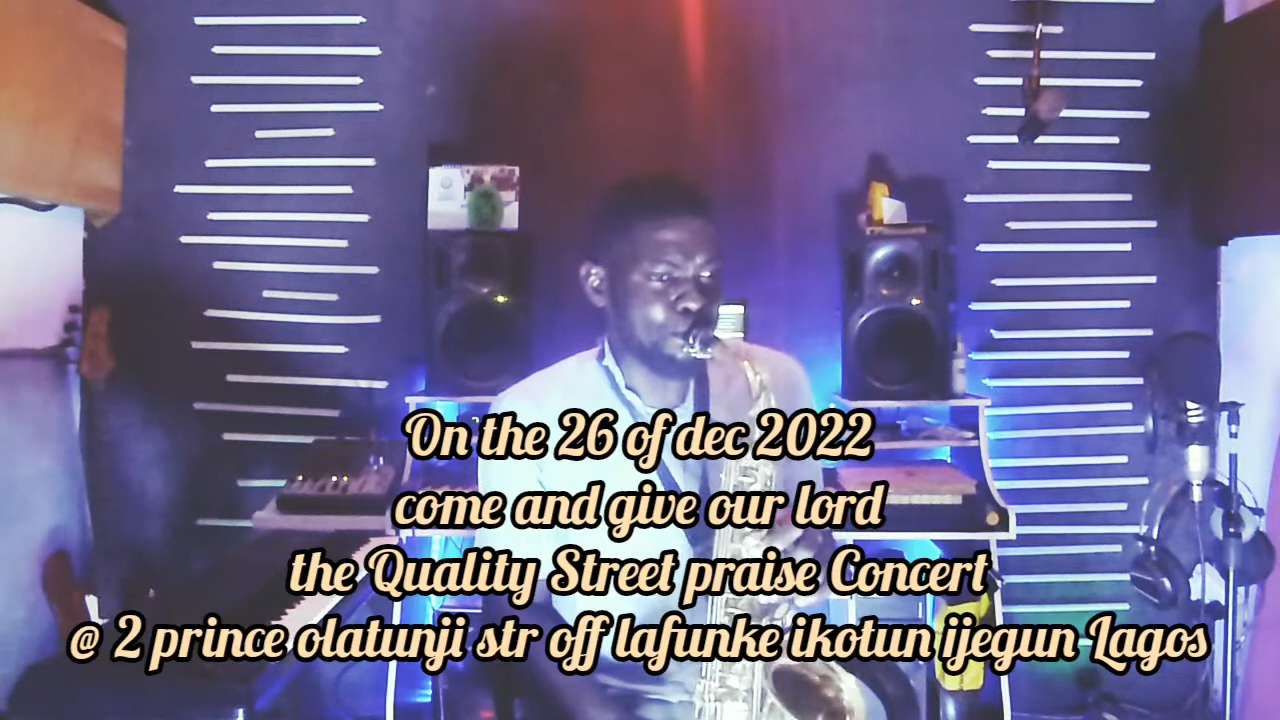 On the 26 of dec 2022
come and give our lord
the Quality Street praise Concert
@ 2 prince olatunji str off lafunke ikotun ijegun Lagos